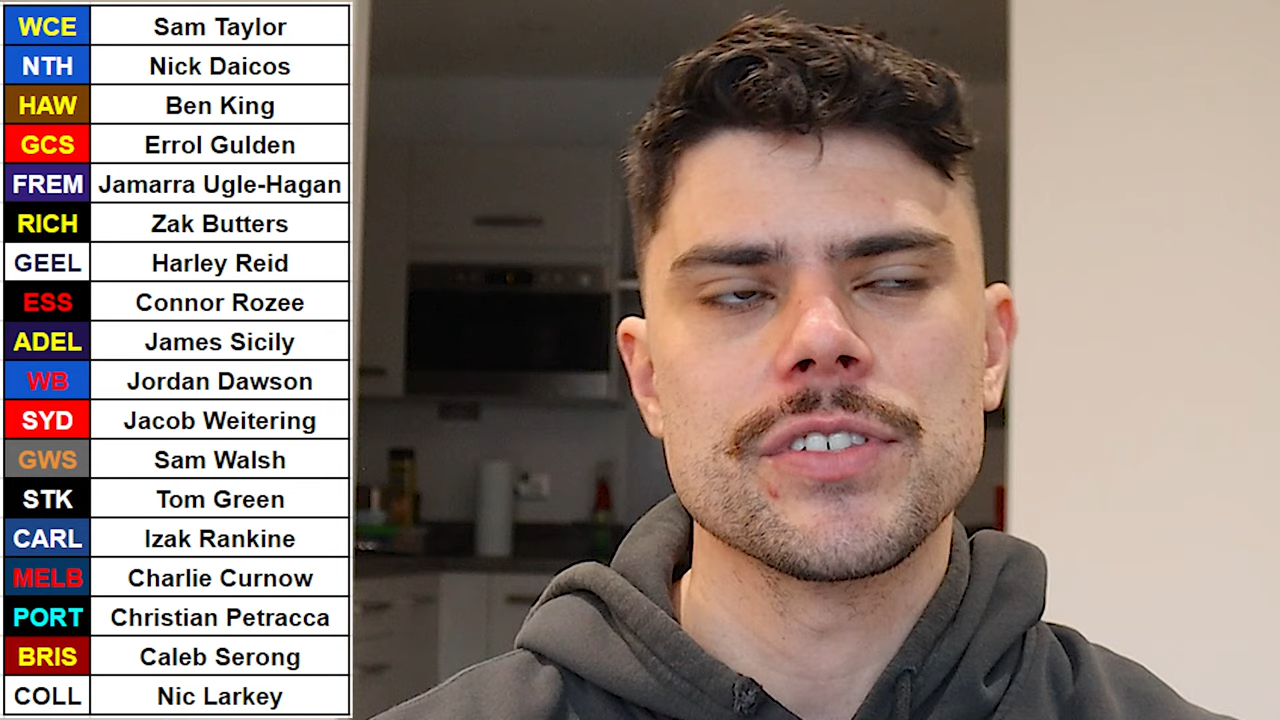 WCE Sam Taylor
NTH Nick Daicos
HAW Ben King
GCS Errol Gulden
FREM Jamarra Ugle-Hagan
RICH Zak Butters
GEEL Harley Reid
ESS Connor Rozee
ADEL James Sicily
WB Jordan Dawson
SYD Jacob Weitering
GWS Sam Walsh
STK Tom Green
CARL Izak Rankine
MELB Charlie Curnow
PORT Christian Petracca
BRIS Caleb Serong
COLL Nic Larkey